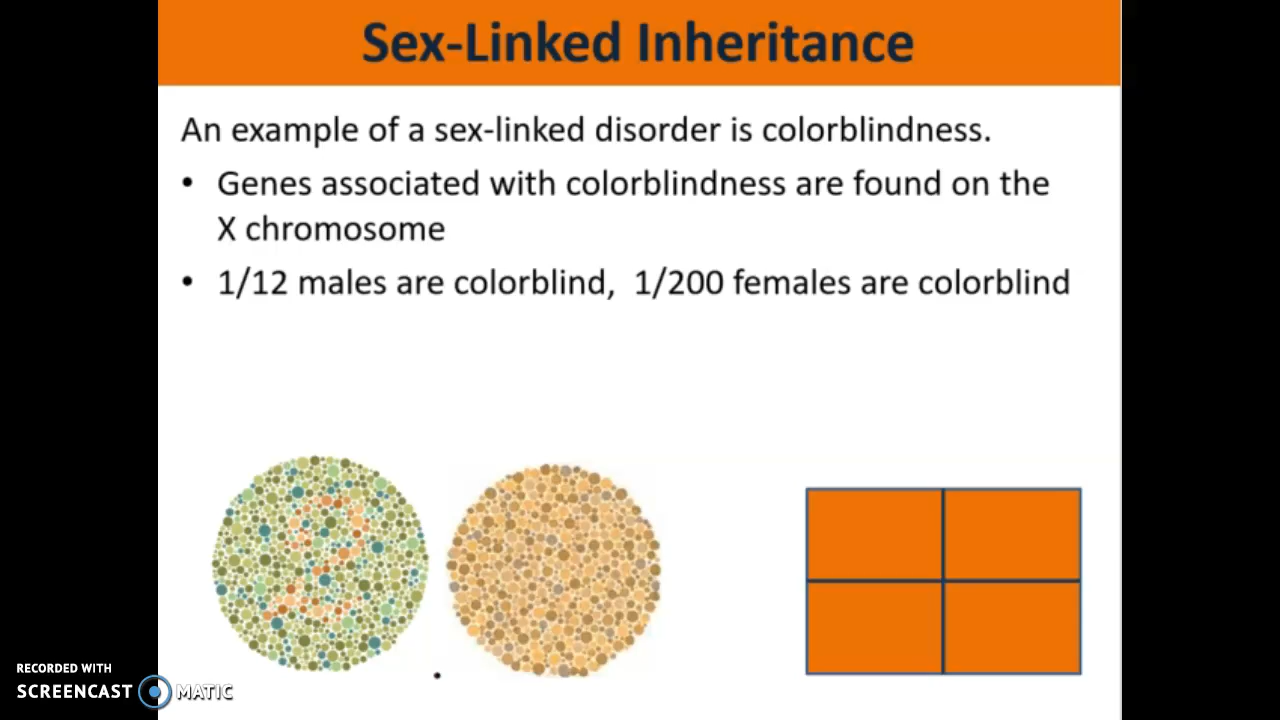 Sex-Linked Inheritance
An example of a sex-linked disorder is colorblindness.
• Genes associated with colorblindness are found on the
X chromosome
• 1/12 males are colorblind,  1/200 females are colorblind
2
RECORDED WITH
SCREENCAST MATIC